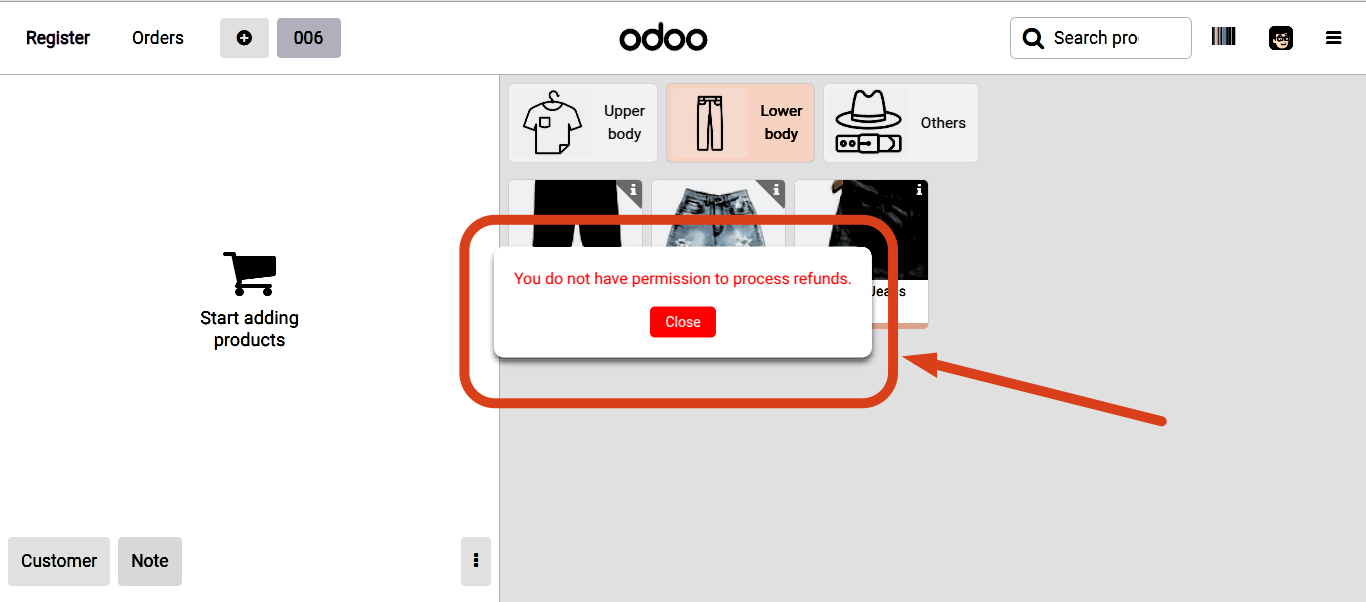 Register
Orders
006
odoo
Search pro
Upper
body
Lower
body
Others
i
i
i
You do not have permission to process refunds.
Close
Jeans
Start adding
products
Customer
Note